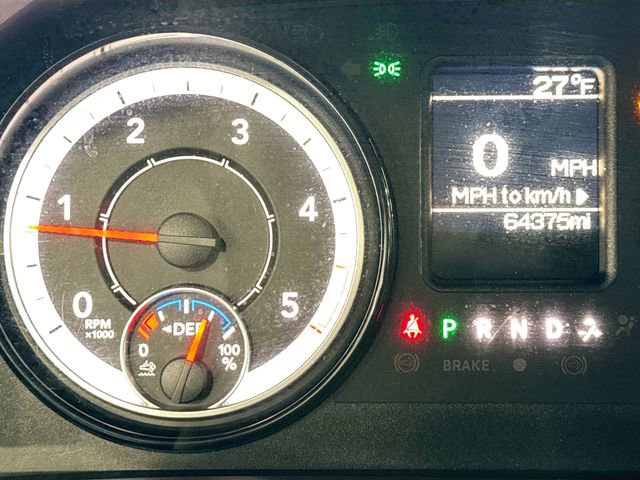 27°F
0 MPH
MPH to km/h
64375mi
0
1
2
3
4
5
RPM
x1000
DEF
0
100
%
P R N D
BRAKE